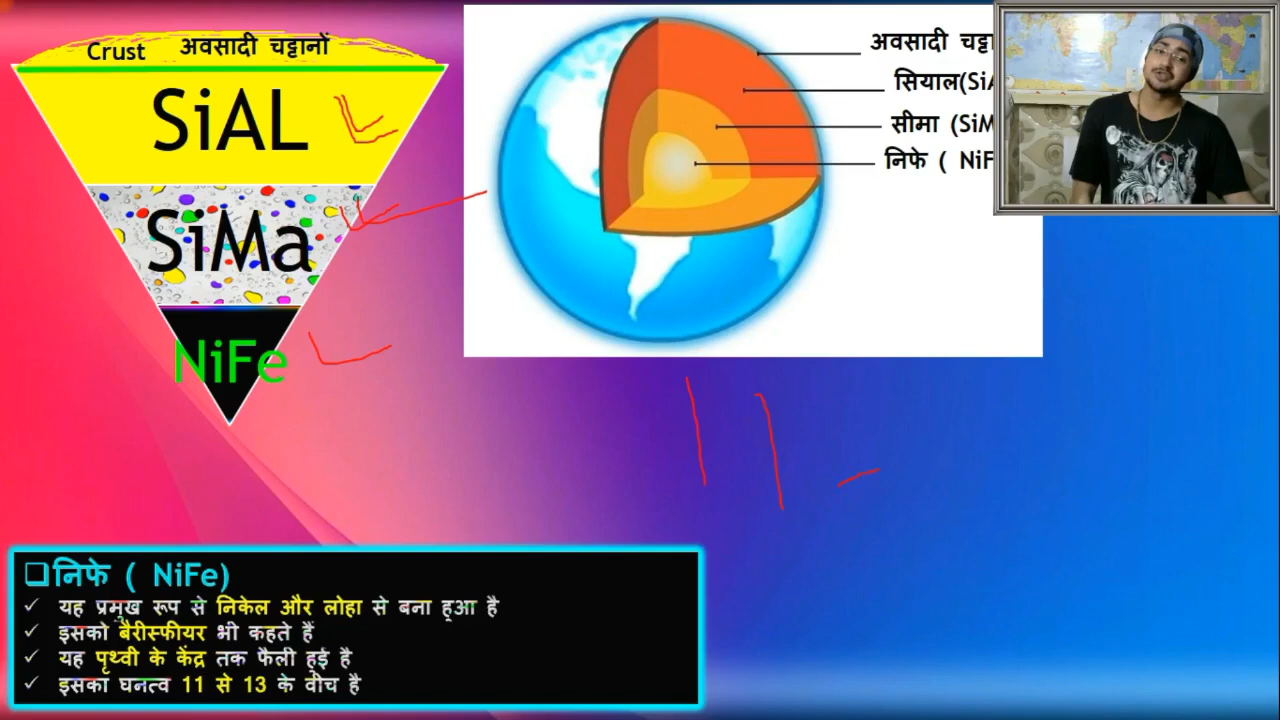 Crust अवसादी चट्टानों
SiAL
SiMa
NiFe
अवसादी चट्टा
सियाल(SiA
सीमा (SiM
निफे ( NiF
निफे ( NiFe)
यह प्रमुख रूप से निकेल और लोहा से बना हुआ है
इसको बैरीस्फीयर भी कहते हैं
यह पृथ्वी के केंद्र तक फैली हुई है
इसका घनत्व 11 से 13 के वीच है